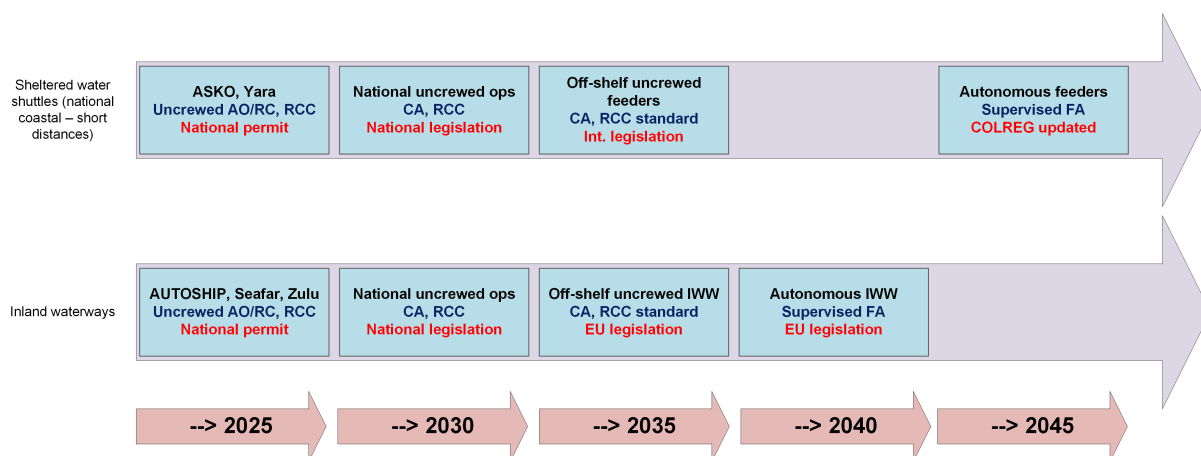 Sheltered water
shuttles (national
coastal – short
distances)
ASKO, Yara
Uncrewed AO/RC, RCC
National permit
National uncrewed ops
CA, RCC
National legislation
Off-shelf uncrewed
feeders
CA, RCC standard
Int. legislation
Autonomous feeders
Supervised FA
COLREG updated
Inland waterways
AUTOSHIP, Seafar, Zulu
Uncrewed AO/RC, RCC
National permit
National uncrewed ops
CA, RCC
National legislation
Off-shelf uncrewed IWW
CA, RCC standard
EU legislation
Autonomous IWW
Supervised FA
EU legislation
--> 2025
--> 2030
--> 2035
--> 2040
--> 2045